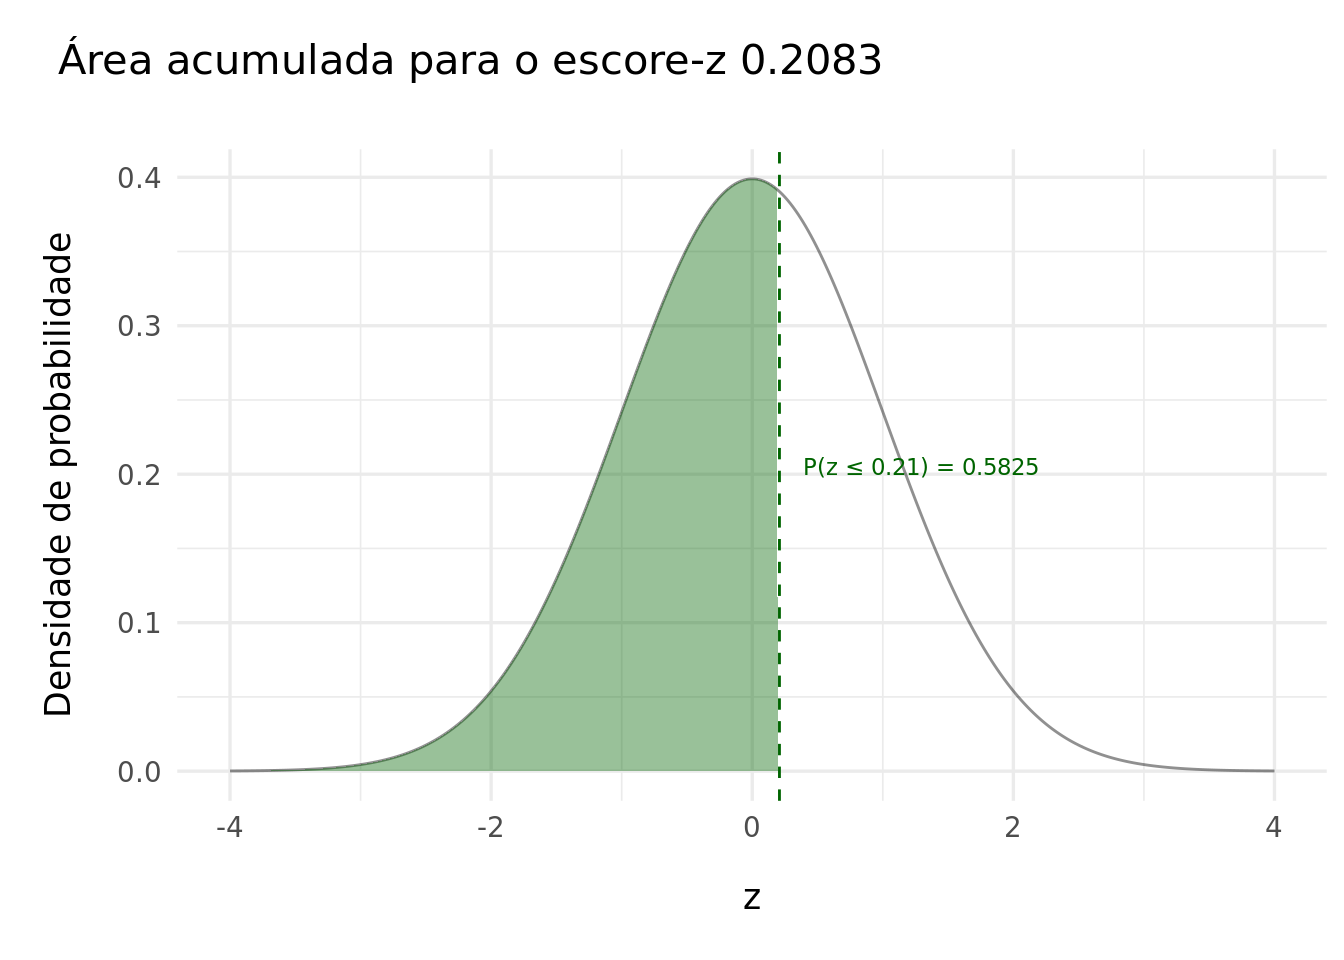 Área acumulada para o escore-z 0.2083
Densidade de probabilidade
0.4
0.3
0.2
0.1
0.0
P(z ≤ 0.21) = 0.5825
-4
-2
0
2
4
z